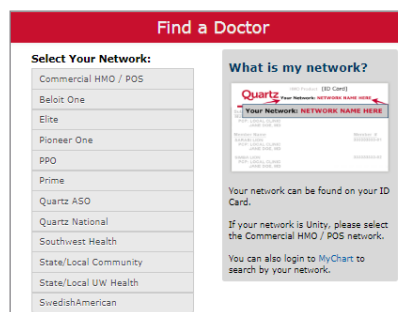 Find a Doctor
Select Your Network:
Commercial HMO / POS
Beloit One
Elite
Pioneer One
PPO
Prime
Quartz ASO
Quartz National
Southwest Health
State/Local Community
State/Local UW Health
SwedishAmerican
What is my network?
(ID Card)
Quartz Your Network: NETWORK NAME HERE
Your Network: NETWORK NAME HERE
Your network can be found on your ID
Card.
If your network is Unity, please select
the Commercial HMO / POS network.
You can also login to MyChart to
search by your network.